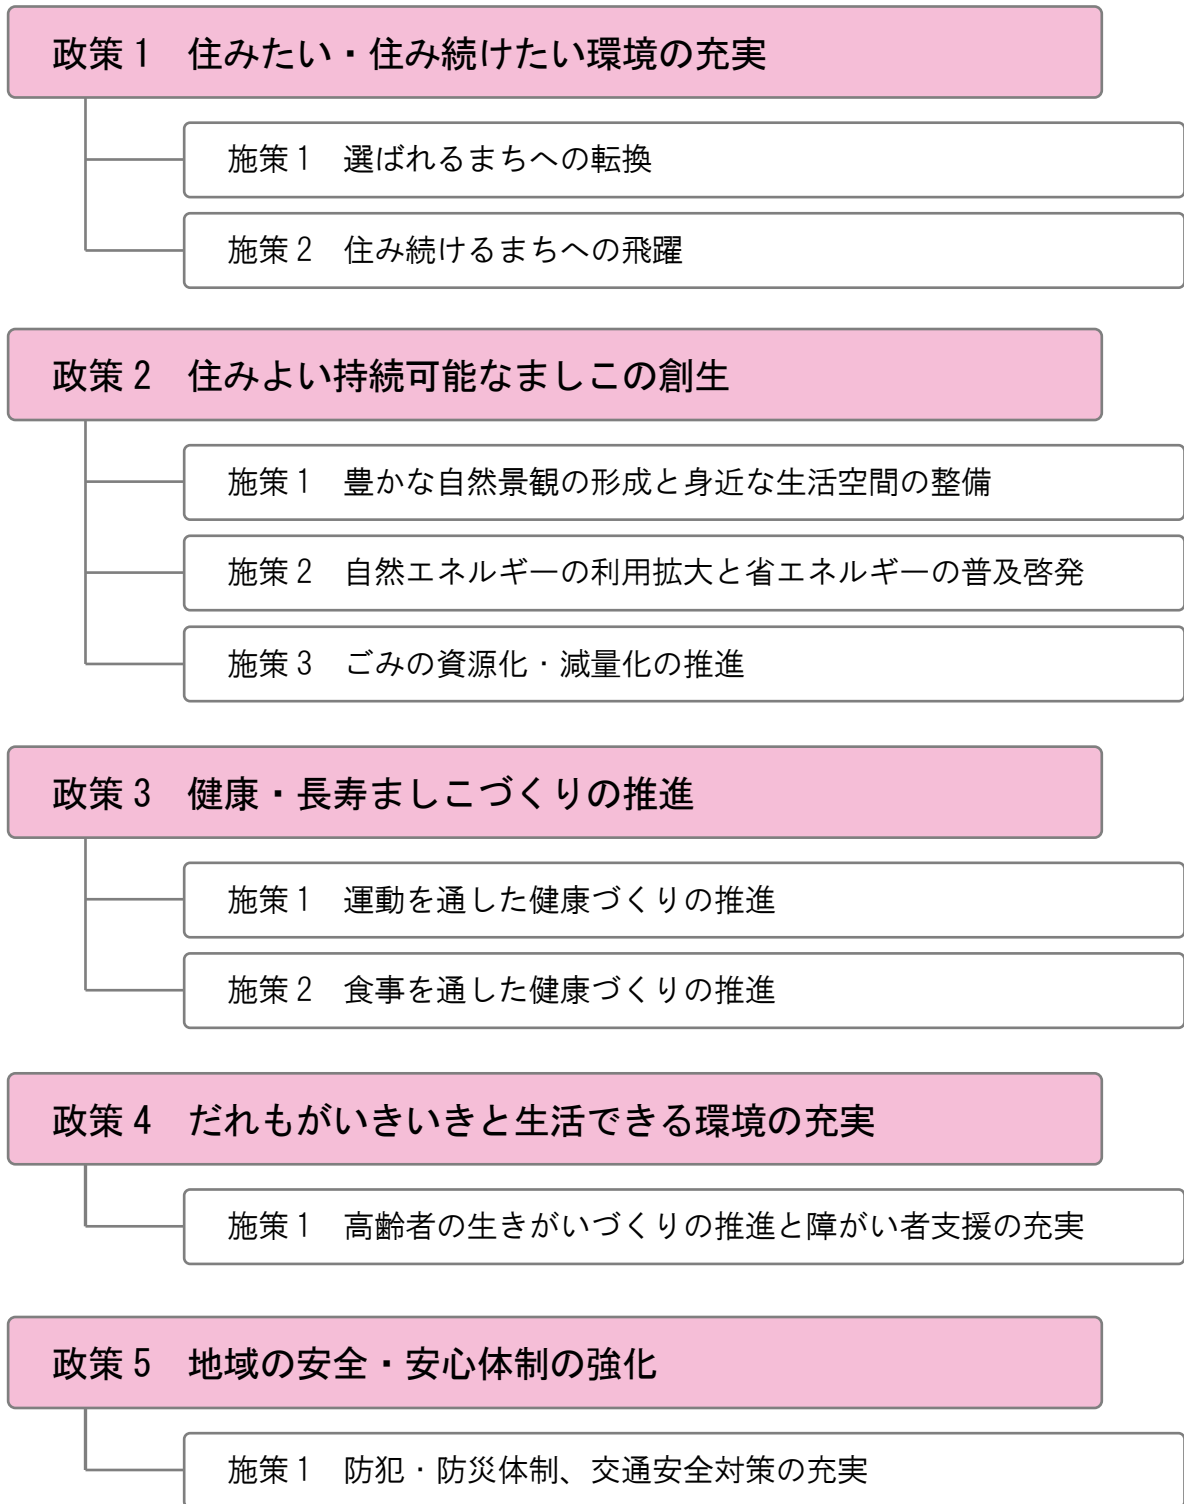 政策１　住みたい・住み続けたい環境の充実
施策１　選ばれるまちへの転換
施策２　住み続けるまちへの飛躍
政策２　住みよい持続可能なましこの創生
施策１　豊かな自然景観の形成と身近な生活空間の整備
施策２　自然エネルギーの利用拡大と省エネルギーの普及啓発
施策３　ごみの資源化・減量化の推進
政策３　健康・長寿ましこづくりの推進
施策１　運動を通した健康づくりの推進
施策２　食事を通した健康づくりの推進
政策４　だれもがいきいきと生活できる環境の充実
施策１　高齢者の生きがいづくりの推進と障がい者支援の充実
政策５　地域の安全・安心体制の強化
施策１　防犯・防災体制、交通安全対策の充実